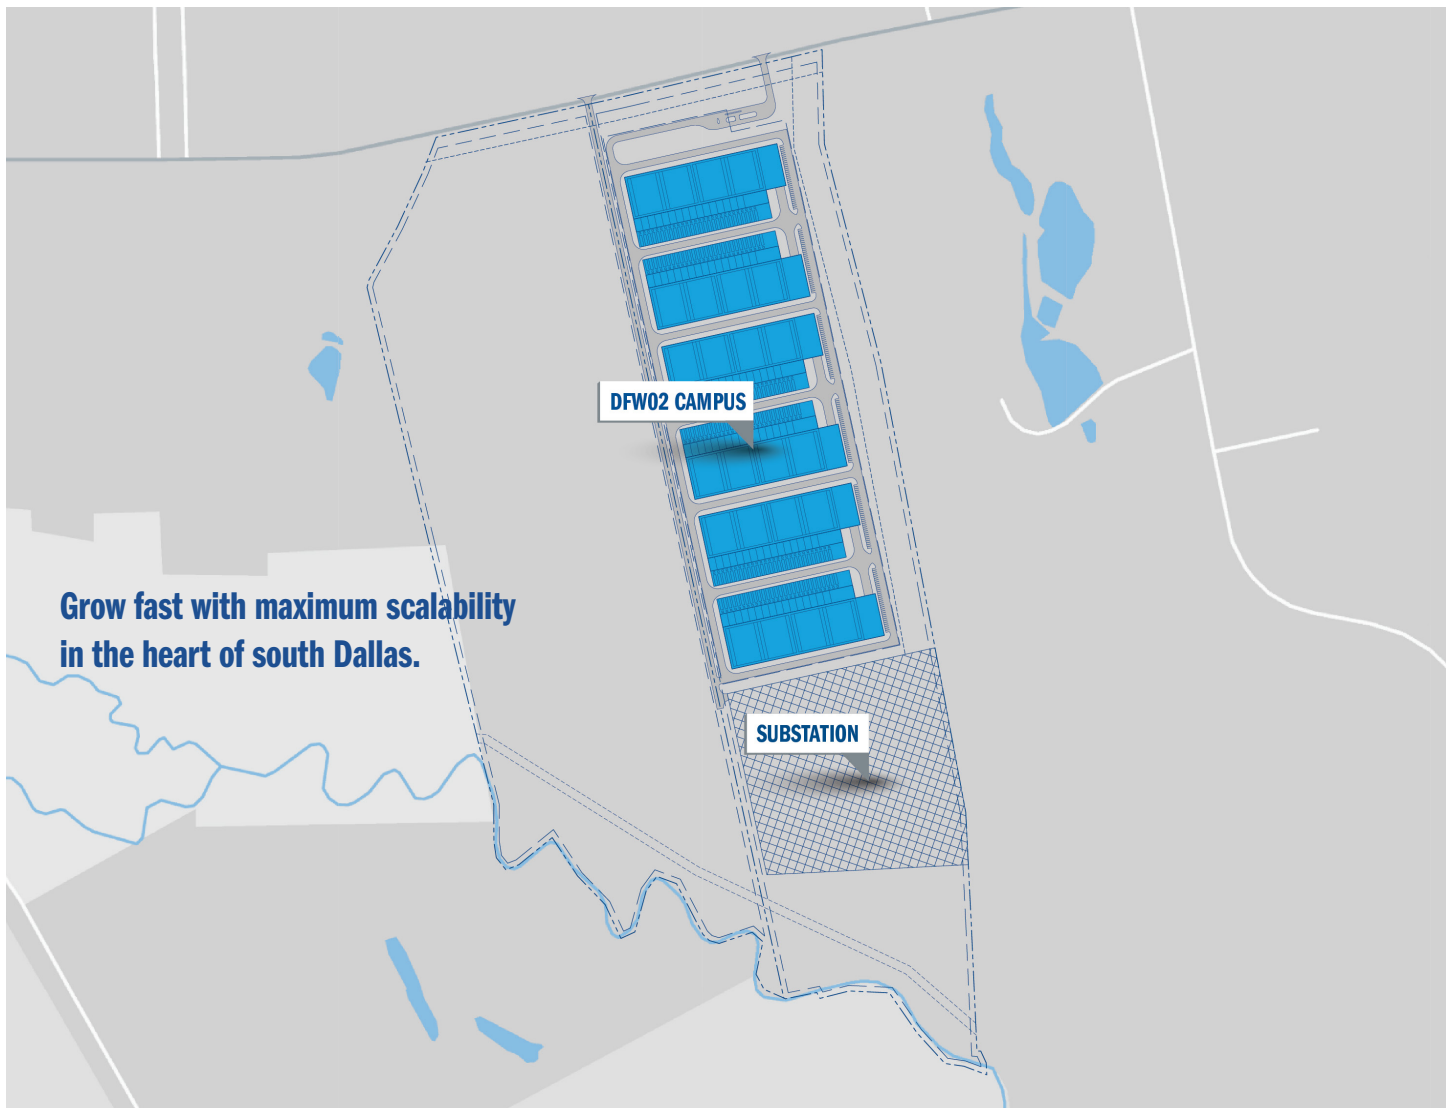 DFW02 CAMPUS
Grow fast with maximum scalability
in the heart of south Dallas.
SUBSTATION